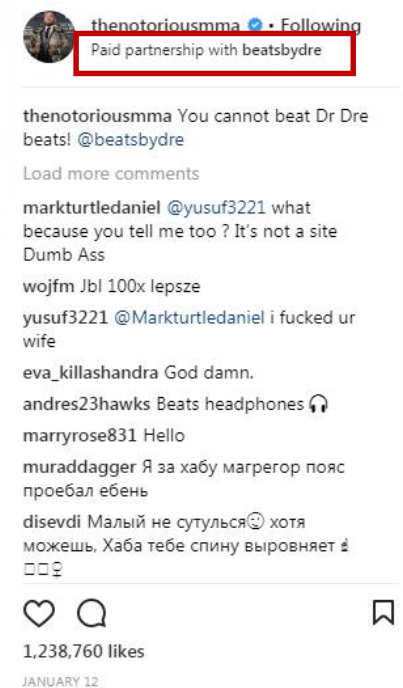 thenotoriousmma • Following
Paid partnership with beatsbydre
thenotoriousmma You cannot beat Dr Dre
beats! @beatsbydre
Load more comments
markturtledaniel @yusuf3221 what
because you tell me too ? It's not a site
Dumb Ass
wojfm Jbl 100x lepsze
yusuf3221 @Markturtledaniel i fucked ur
wife
eva_killashandra God damn.
andres23hawks Beats headphones 🎧
marryrose831 Hello
muraddagger Я за хабу магрегор пояс
проебал ебень
disevdi Малый не сутулься😉 хотя
можешь, Хаба тебе спину выровняет ☝
□□♀
1,238,760 likes
JANUARY 12